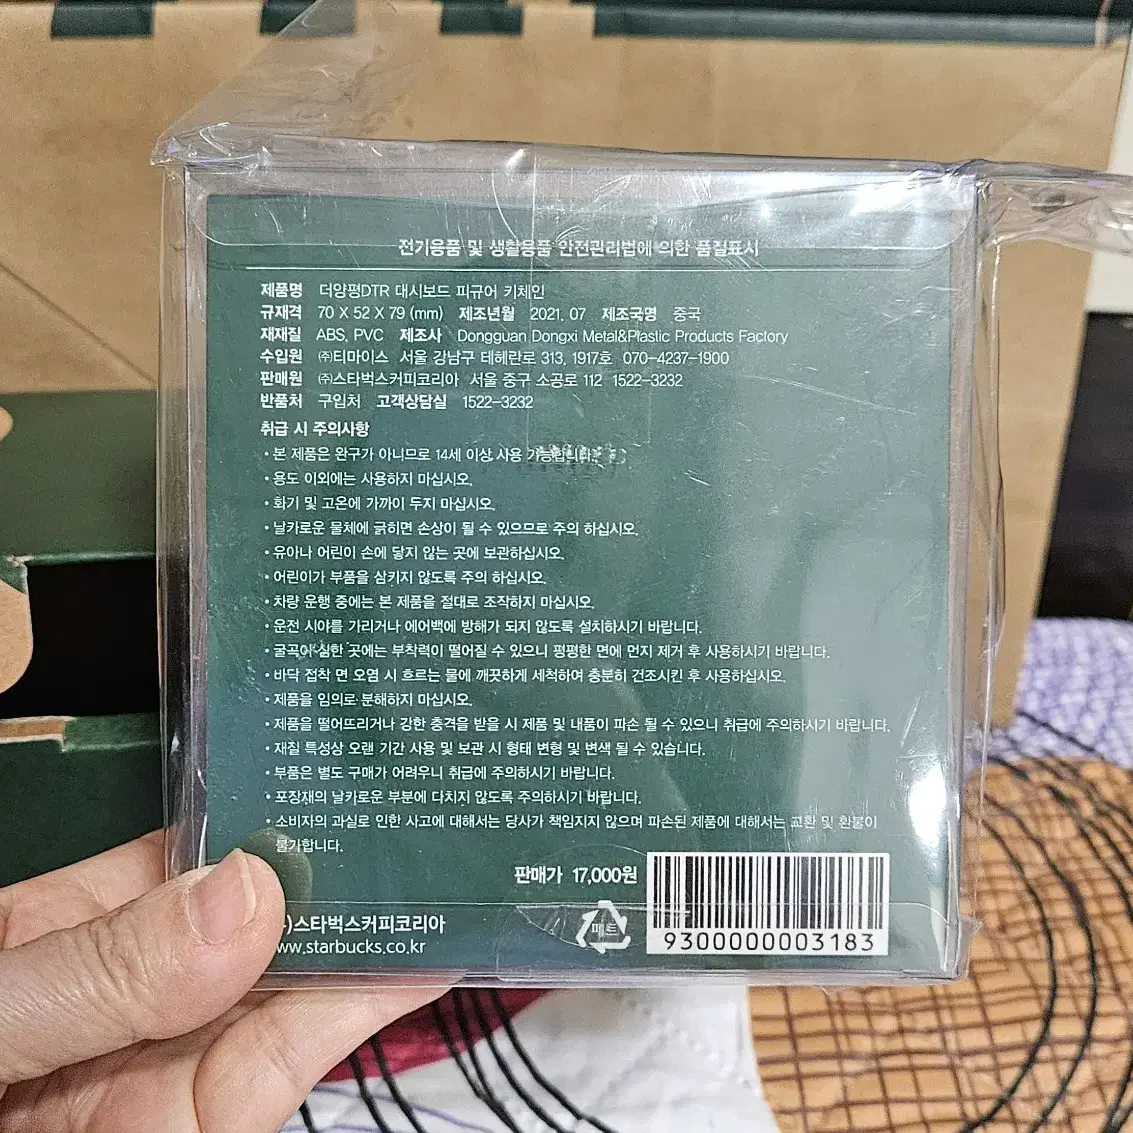 전기용품 및 생활용품 안전관리법에 의한 품질표시
제품명 더양평DTR 대시보드 피규어 키체인
규재격 70 X 52 X 79 (mm) 제조년월 2021. 07 제조국명 중국
재재질 ABS, PVC 제조사 Dongguan Dongxi Metal&Plastic Products Factory
수입원 ㈜티마이스 서울 강남구 테헤란로 313, 1917호 070-4237-1900
판매원 ㈜스타벅스커피코리아 서울 중구 소공로 112 1522-3232
반품처 구입처 고객상담실 1522-3232
취급 시 주의사항
• 본 제품은 완구가 아니므로 14세 이상 사용 가능합니다.
• 용도 이외에는 사용하지 마십시오.
• 화기 및 고온에 가까이 두지 마십시오.
• 날카로운 물체에 긁히면 손상이 될 수 있으므로 주의 하십시오.
• 유아나 어린이 손에 닿지 않는 곳에 보관하십시오.
• 어린이가 부품을 삼키지 않도록 주의 하십시오.
• 차량 운행 중에는 본 제품을 절대로 조작하지 마십시오.
• 운전 시야를 가리거나 에어백에 방해가 되지 않도록 설치하시기 바랍니다.
• 굴곡이 심한 곳에는 부착력이 떨어질 수 있으니 평평한 면에 먼지 제거 후 사용하시기 바랍니다.
• 바닥 접착 면 오염 시 흐르는 물에 깨끗하게 세척하여 충분히 건조시킨 후 사용하십시오.
• 제품을 임의로 분해하지 마십시오.
• 제품을 떨어뜨리거나 강한 충격을 받을 시 제품 및 내품이 파손 될 수 있으니 취급에 주의하시기 바랍니다.
• 재질 특성상 오랜 기간 사용 및 보관 시 형태 변형 및 변색 될 수 있습니다.
• 부품은 별도 구매가 어려우니 취급에 주의하시기 바랍니다.
• 포장재의 날카로운 부분에 다치지 않도록 주의하시기 바랍니다.
• 소비자의 과실로 인한 사고에 대해서는 당사가 책임지지 않으며 파손된 제품에 대해서는 교환 및 환불이
불가합니다.
판매가 17,000원
페트
9300000003183
㈜스타벅스커피코리아
www.starbucks.co.kr